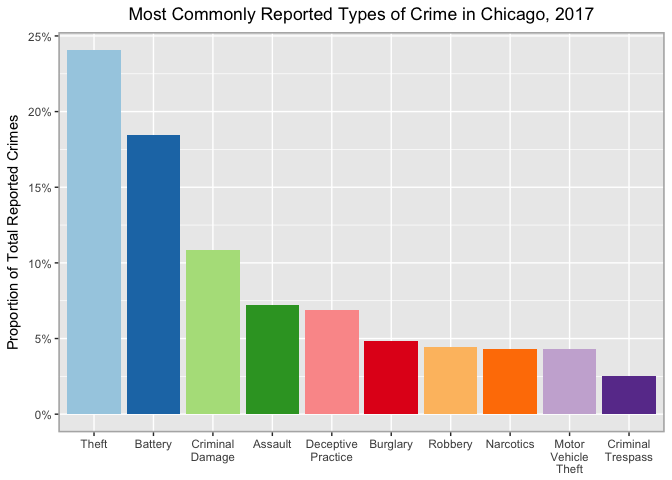 Most Commonly Reported Types of Crime in Chicago, 2017
Proportion of Total Reported Crimes
25%
20%
15%
10%
5%
0%
Theft
Battery
Criminal
Damage
Assault
Deceptive
Practice
Burglary
Robbery
Narcotics
Motor
Vehicle
Theft
Criminal
Trespass